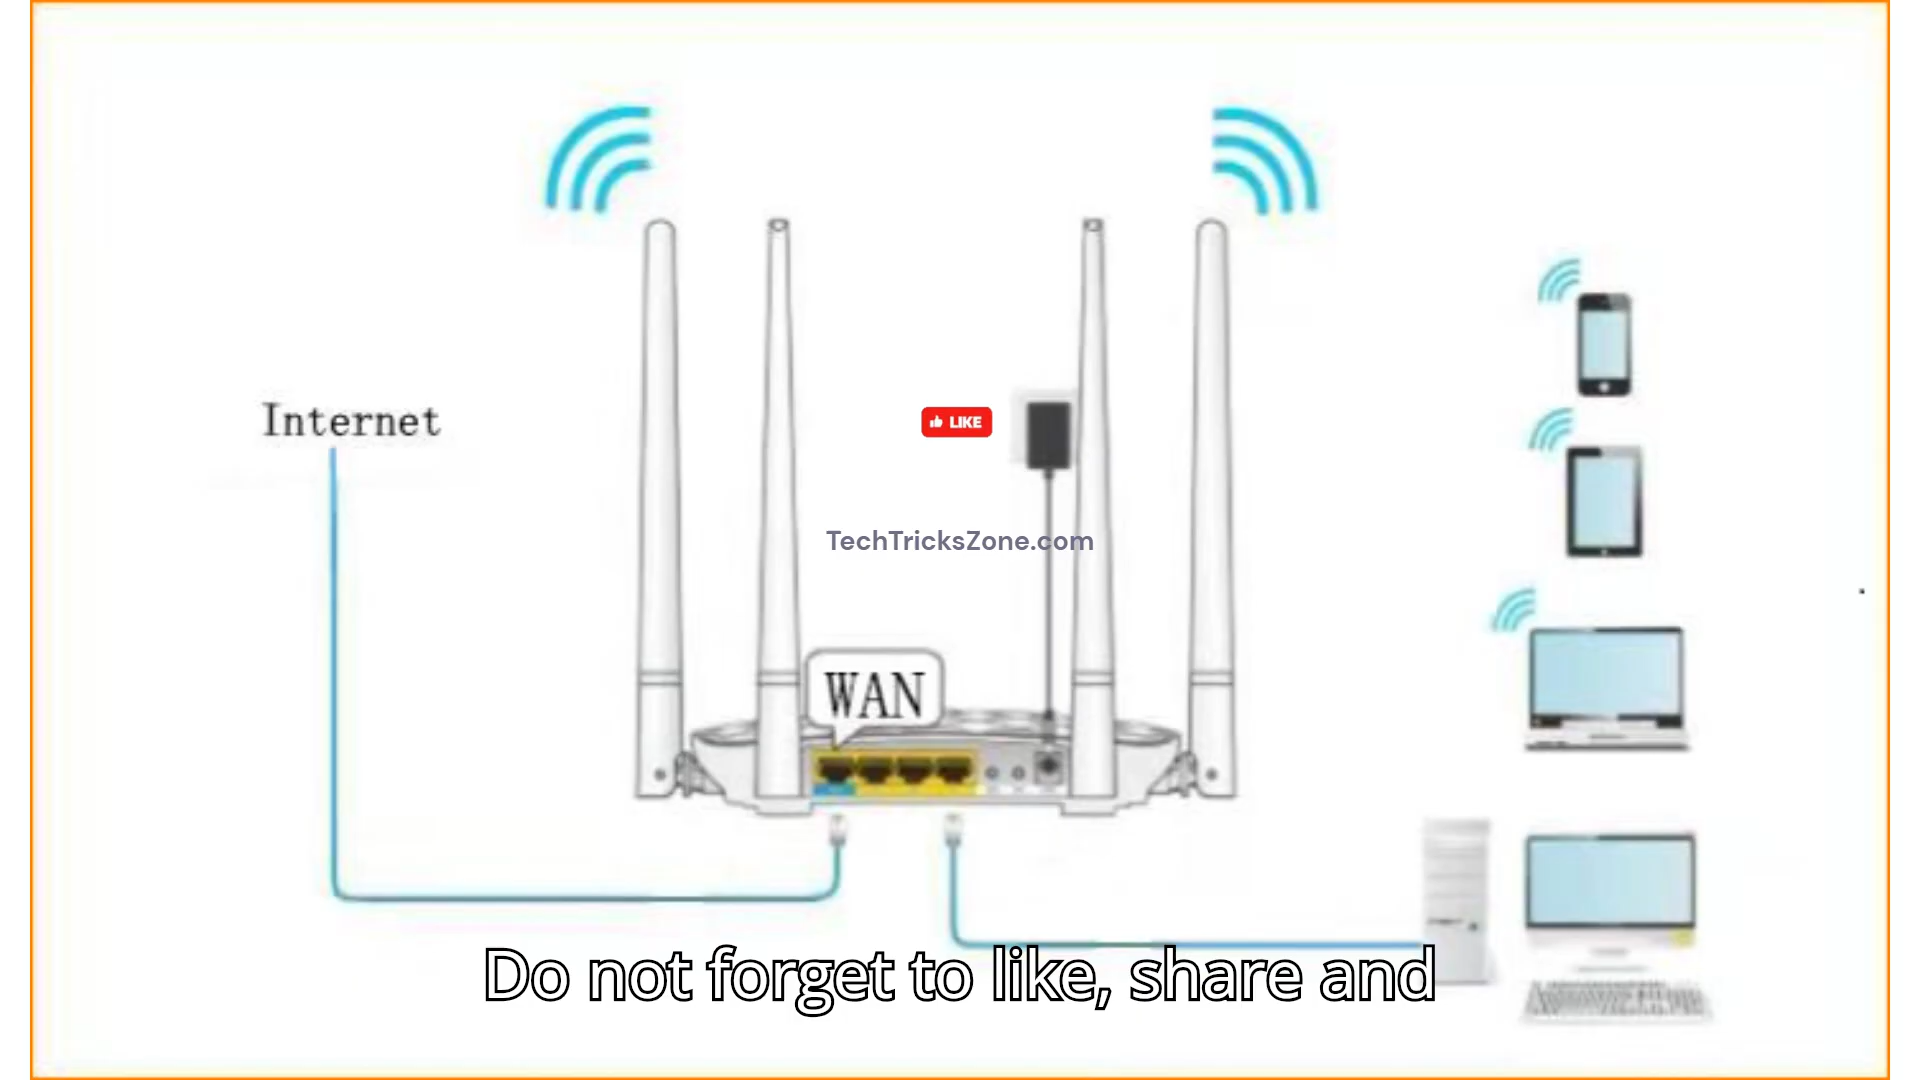 Internet
LIKE
TechTricksZone.com
WAN
Do not forget to like, share and